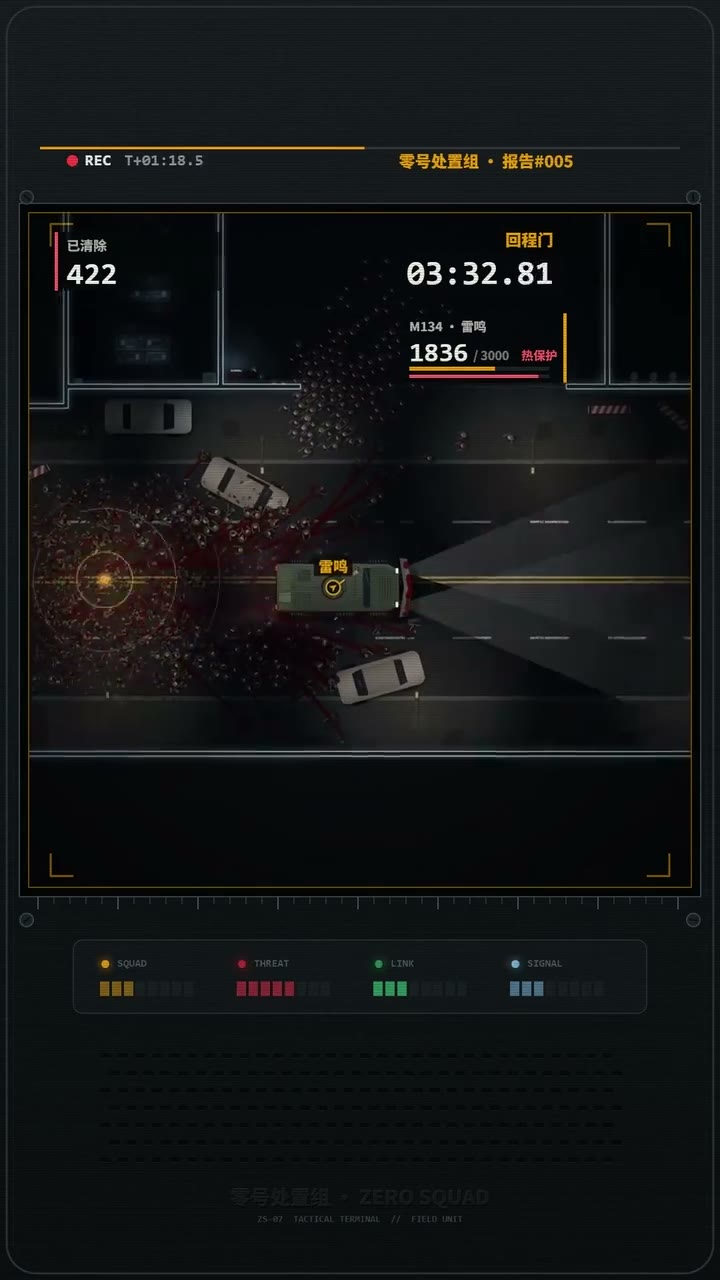 REC T+01:18.5
零号处置组 · 报告#005
已清除
422
回程门
03:32.81
M134 · 雷鸣
1836 / 3000 热保护
雷鸣
SQUAD
THREAT
LINK
SIGNAL
零号处置组 · ZERO SQUAD
ZS-07 TACTICAL TERMINAL // FIELD UNIT